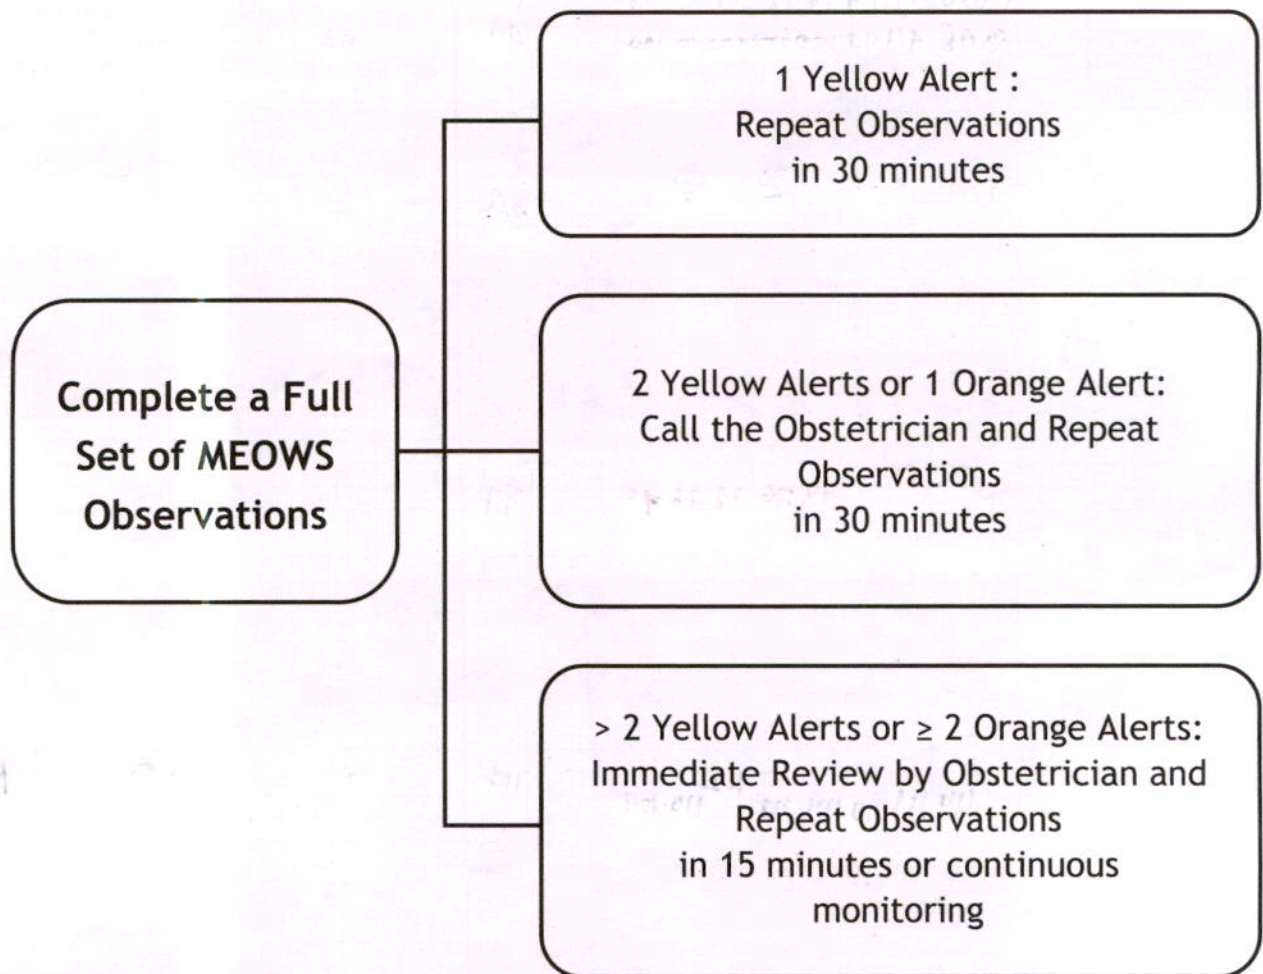 1 Yellow Alert :
Repeat Observations
in 30 minutes
Complete a Full
Set of MEOWS
Observations
2 Yellow Alerts or 1 Orange Alert:
Call the Obstetrician and Repeat
Observations
in 30 minutes
> 2 Yellow Alerts or ≥ 2 Orange Alerts:
Immediate Review by Obstetrician and
Repeat Observations
in 15 minutes or continuous
monitoring